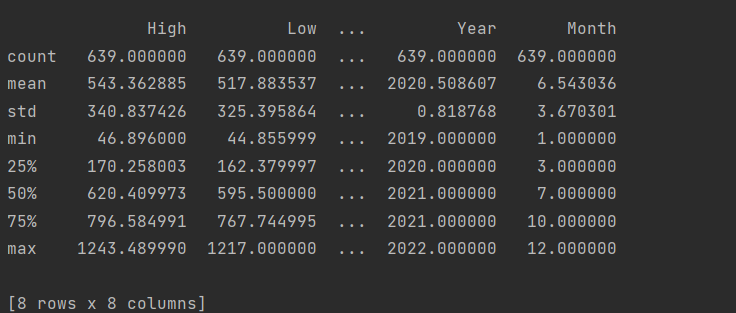 High Low ... Year Month
count 639.000000 639.000000 ... 639.000000 639.000000
mean 543.362885 517.883537 ... 2020.508607 6.543036
std 340.837426 325.395864 ... 0.818768 3.670301
min 46.896000 44.855999 ... 2019.000000 1.000000
25% 170.258003 162.379997 ... 2020.000000 3.000000
50% 620.409973 595.500000 ... 2021.000000 7.000000
75% 796.584991 767.744995 ... 2021.000000 10.000000
max 1243.489990 1217.000000 ... 2022.000000 12.000000
[8 rows x 8 columns]